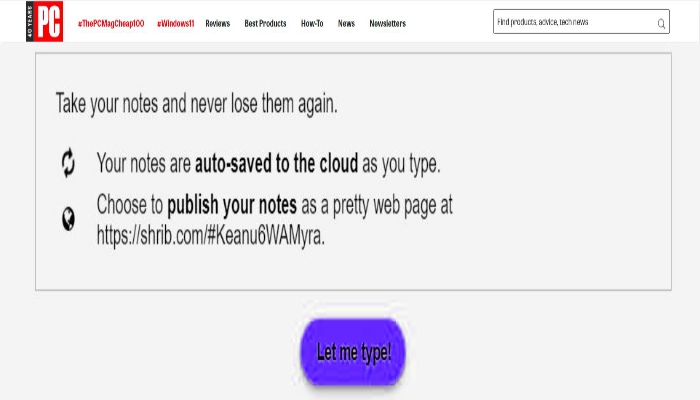 40 YEARS
PC
#ThePCMagCheap100 #Windows11 Reviews Best Products How-To News Newsletters
Find products, advice, tech news
Take your notes and never lose them again.
Your notes are auto-saved to the cloud as you type.
Choose to publish your notes as a pretty web page at
https://shrib.com/#Keanu6WAMyra.
Let me type!